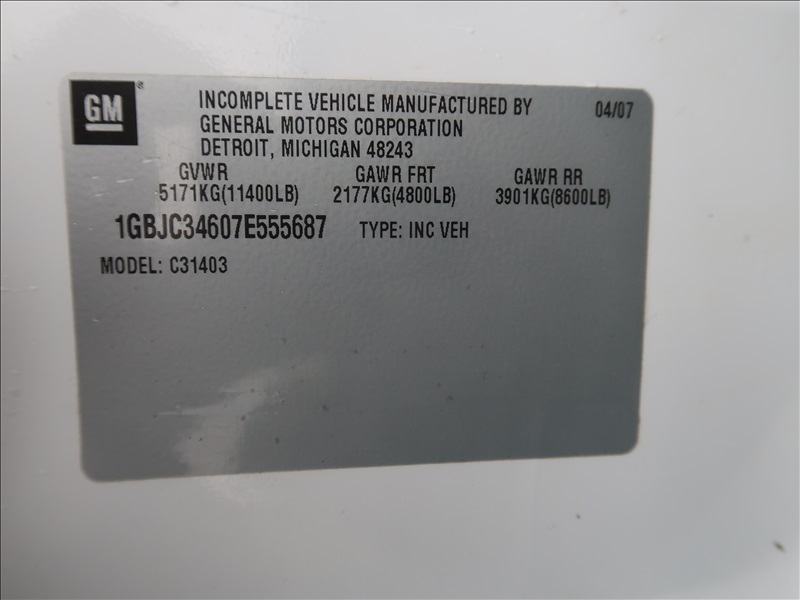 GM®
INCOMPLETE VEHICLE MANUFACTURED BY 04/07
GENERAL MOTORS CORPORATION
DETROIT, MICHIGAN 48243
GVWR GAWR FRT GAWR RR
5171KG(11400LB) 2177KG(4800LB) 3901KG(8600LB)
1GBJC34607E555687 TYPE: INC VEH
MODEL: C31403